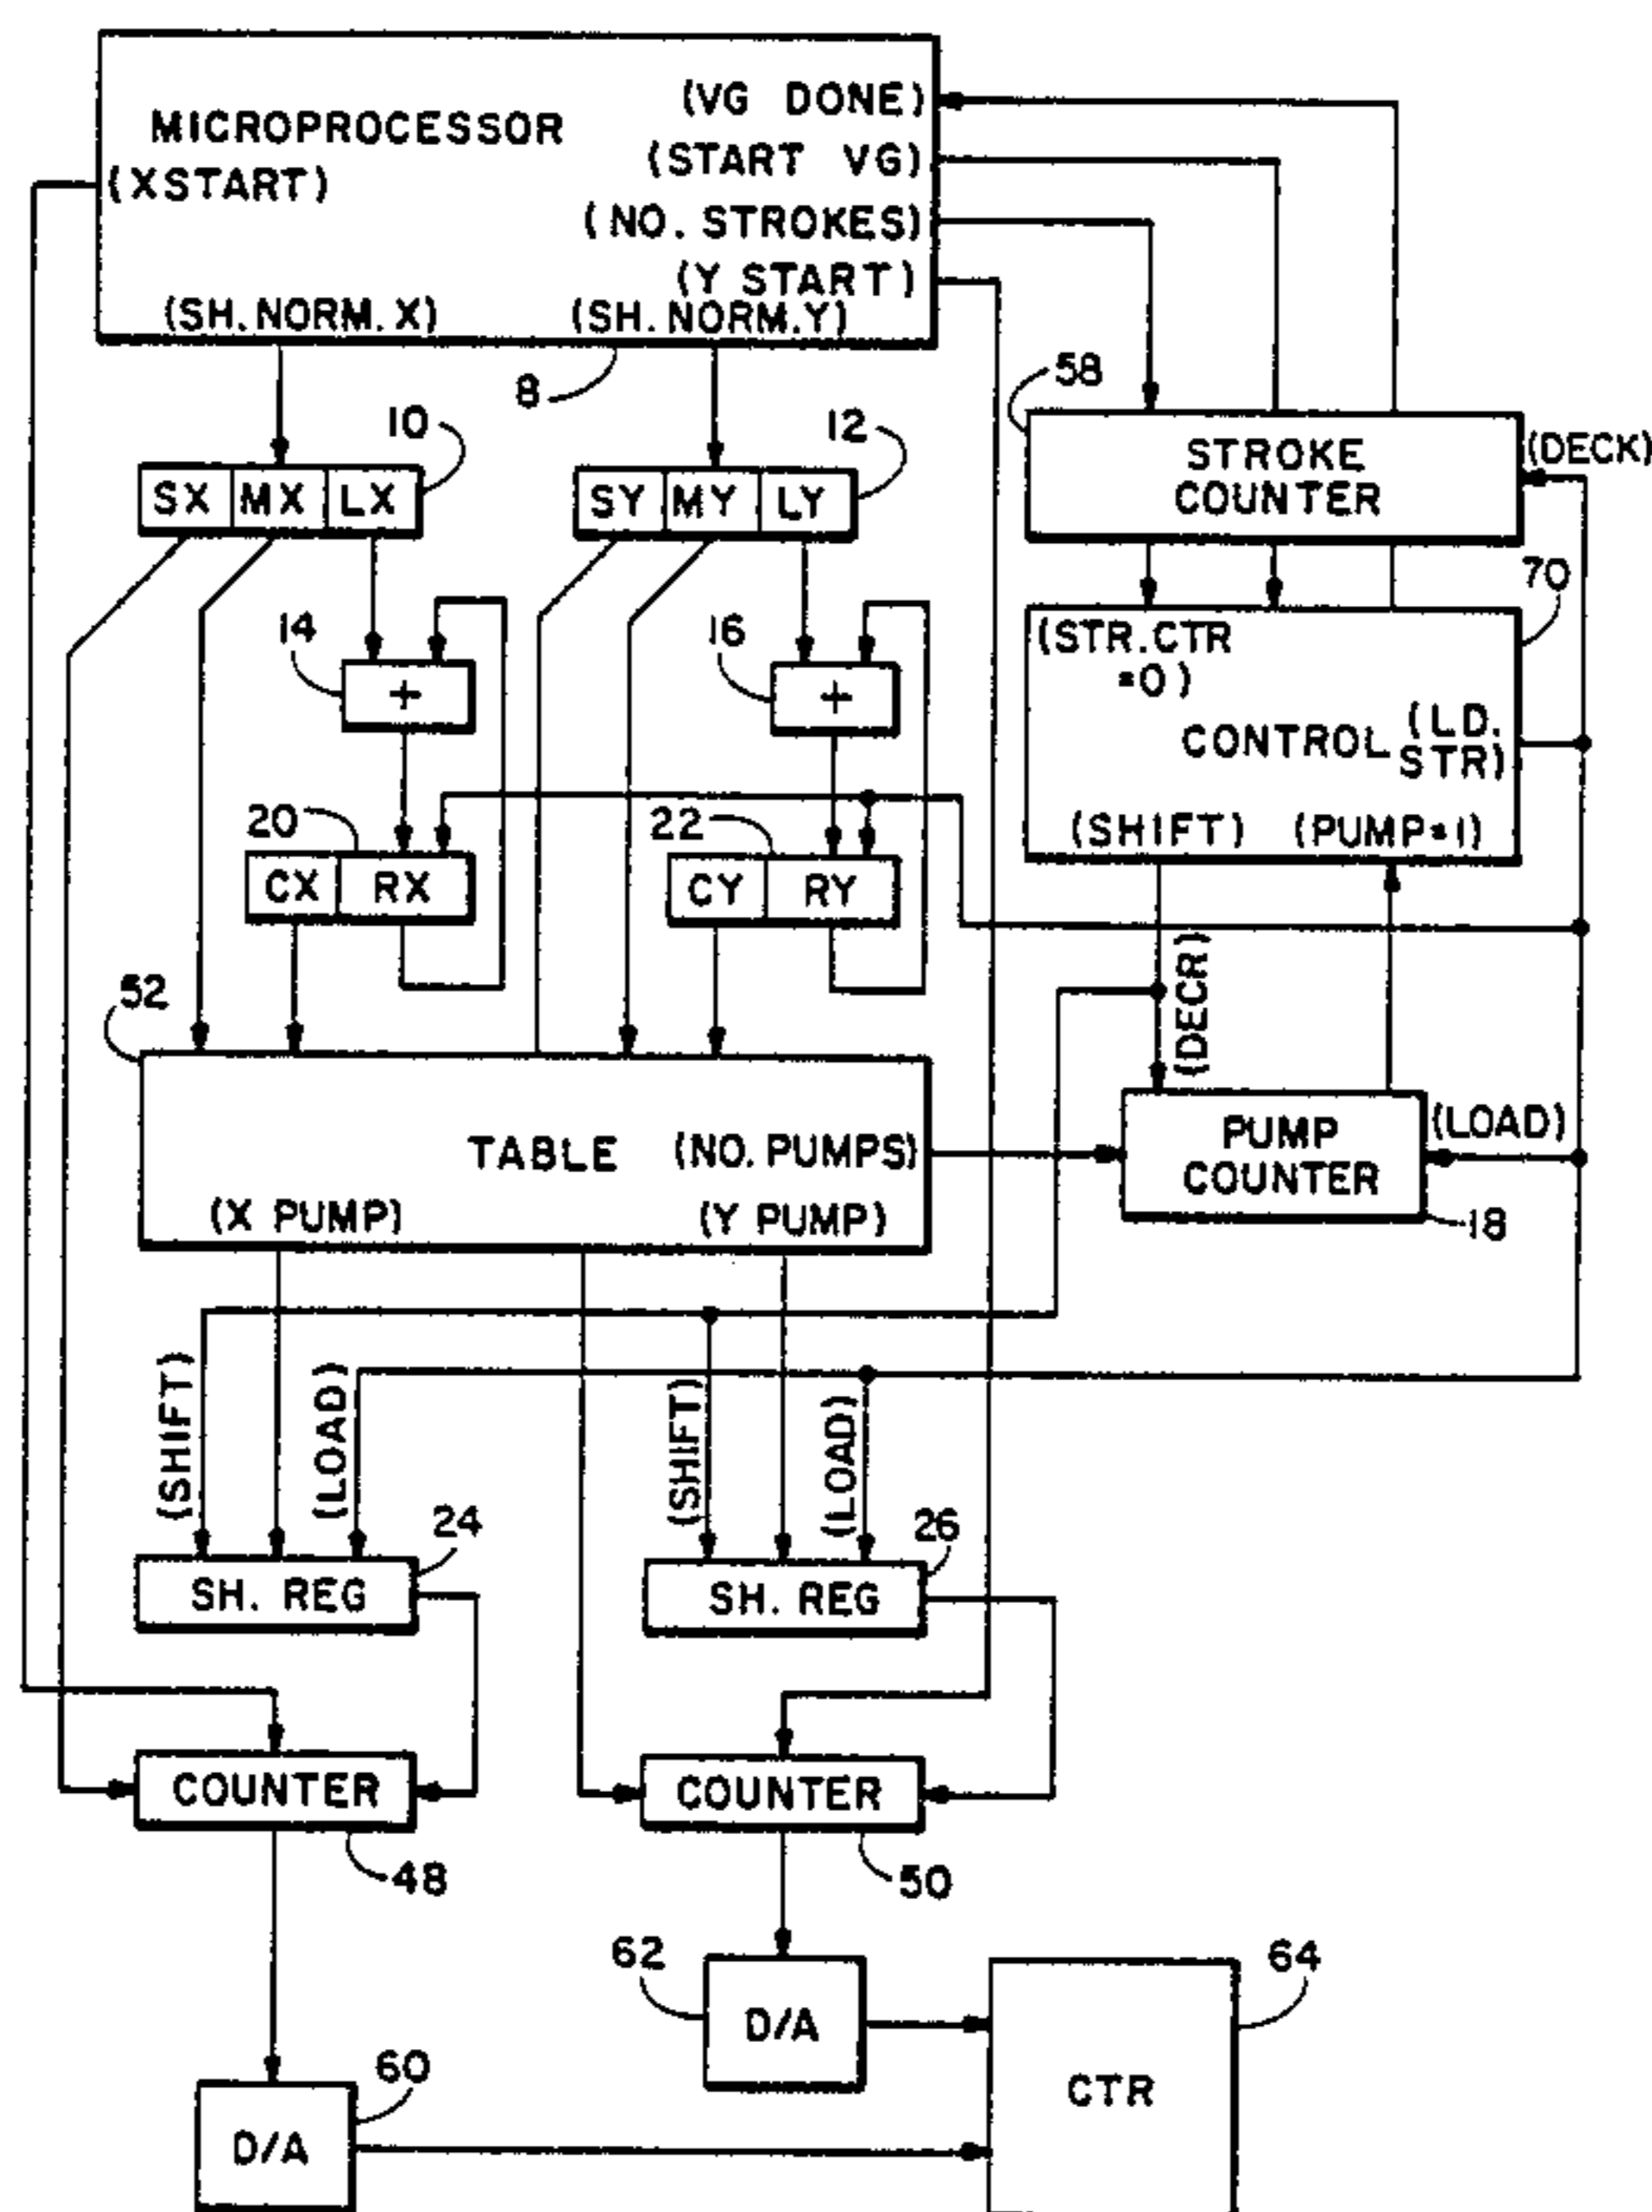 (VG DONE)
MICROPROCESSOR
(START VG)
(XSTART)
(NO. STROKES)
(Y START)
(SH. NORM. X)
(SH. NORM. Y)
8
58
10
12
STROKE
COUNTER
(DECK)
SX MX LX
SY MY LY
70
14
16
(STR. CTR
=0)
+
+
CONTROL
(LD.
STR)
20
22
(SHIFT)
(PUMP=1)
CX RX
CY RY
52
(DECR)
TABLE
(NO. PUMPS)
PUMP
COUNTER
(LOAD)
(X PUMP)
(Y PUMP)
18
(SHIFT)
(LOAD)
(SHIFT)
(LOAD)
24
26
SH. REG
SH. REG
COUNTER
COUNTER
48
50
62
64
D/A
60
CTR
D/A